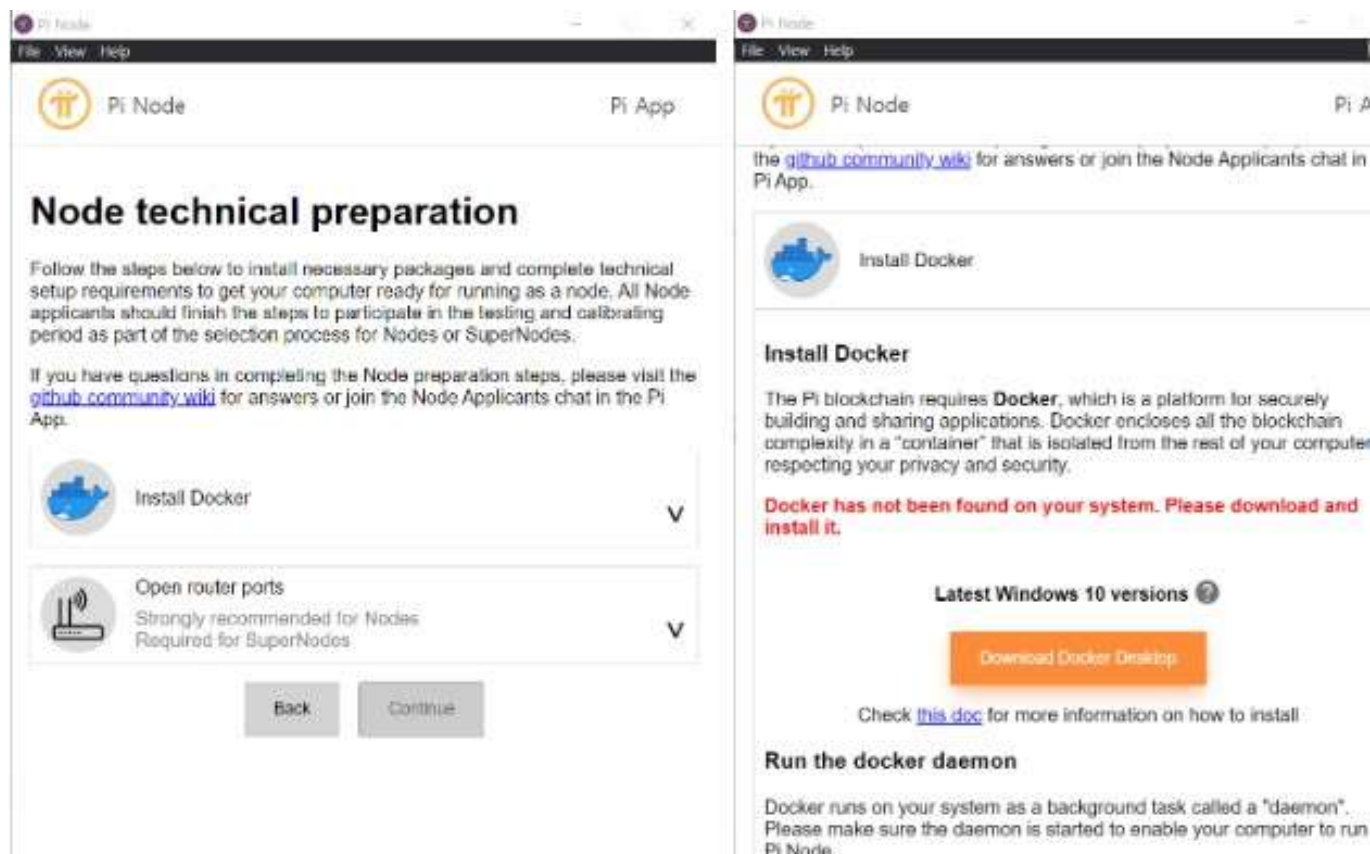 Pi Node
File View Help
Pi Node
Pi App
Node technical preparation
Follow the steps below to install necessary packages and complete technical
setup requirements to get your computer ready for running as a node. All Node
applicants should finish the steps to participate in the testing and calibrating
period as part of the selection process for Nodes or SuperNodes.
If you have questions in completing the Node preparation steps, please visit the
github community wiki for answers or join the Node Applicants chat in the Pi
App.
Install Docker
Open router ports
Strongly recommended for Nodes
Required for SuperNodes
Back
Continue
Pi Node
File View Help
Pi Node
Pi A
the github community wiki for answers or join the Node Applicants chat in
Pi App.
Install Docker
Install Docker
The Pi blockchain requires Docker, which is a platform for securely
building and sharing applications. Docker encloses all the blockchain
complexity in a "container" that is isolated from the rest of your computer
respecting your privacy and security.
Docker has not been found on your system. Please download and
install it.
Latest Windows 10 versions ?
Download Docker Desktop
Check this doc for more information on how to install
Run the docker daemon
Docker runs on your system as a background task called a "daemon".
Please make sure the daemon is started to enable your computer to run
Pi Node.